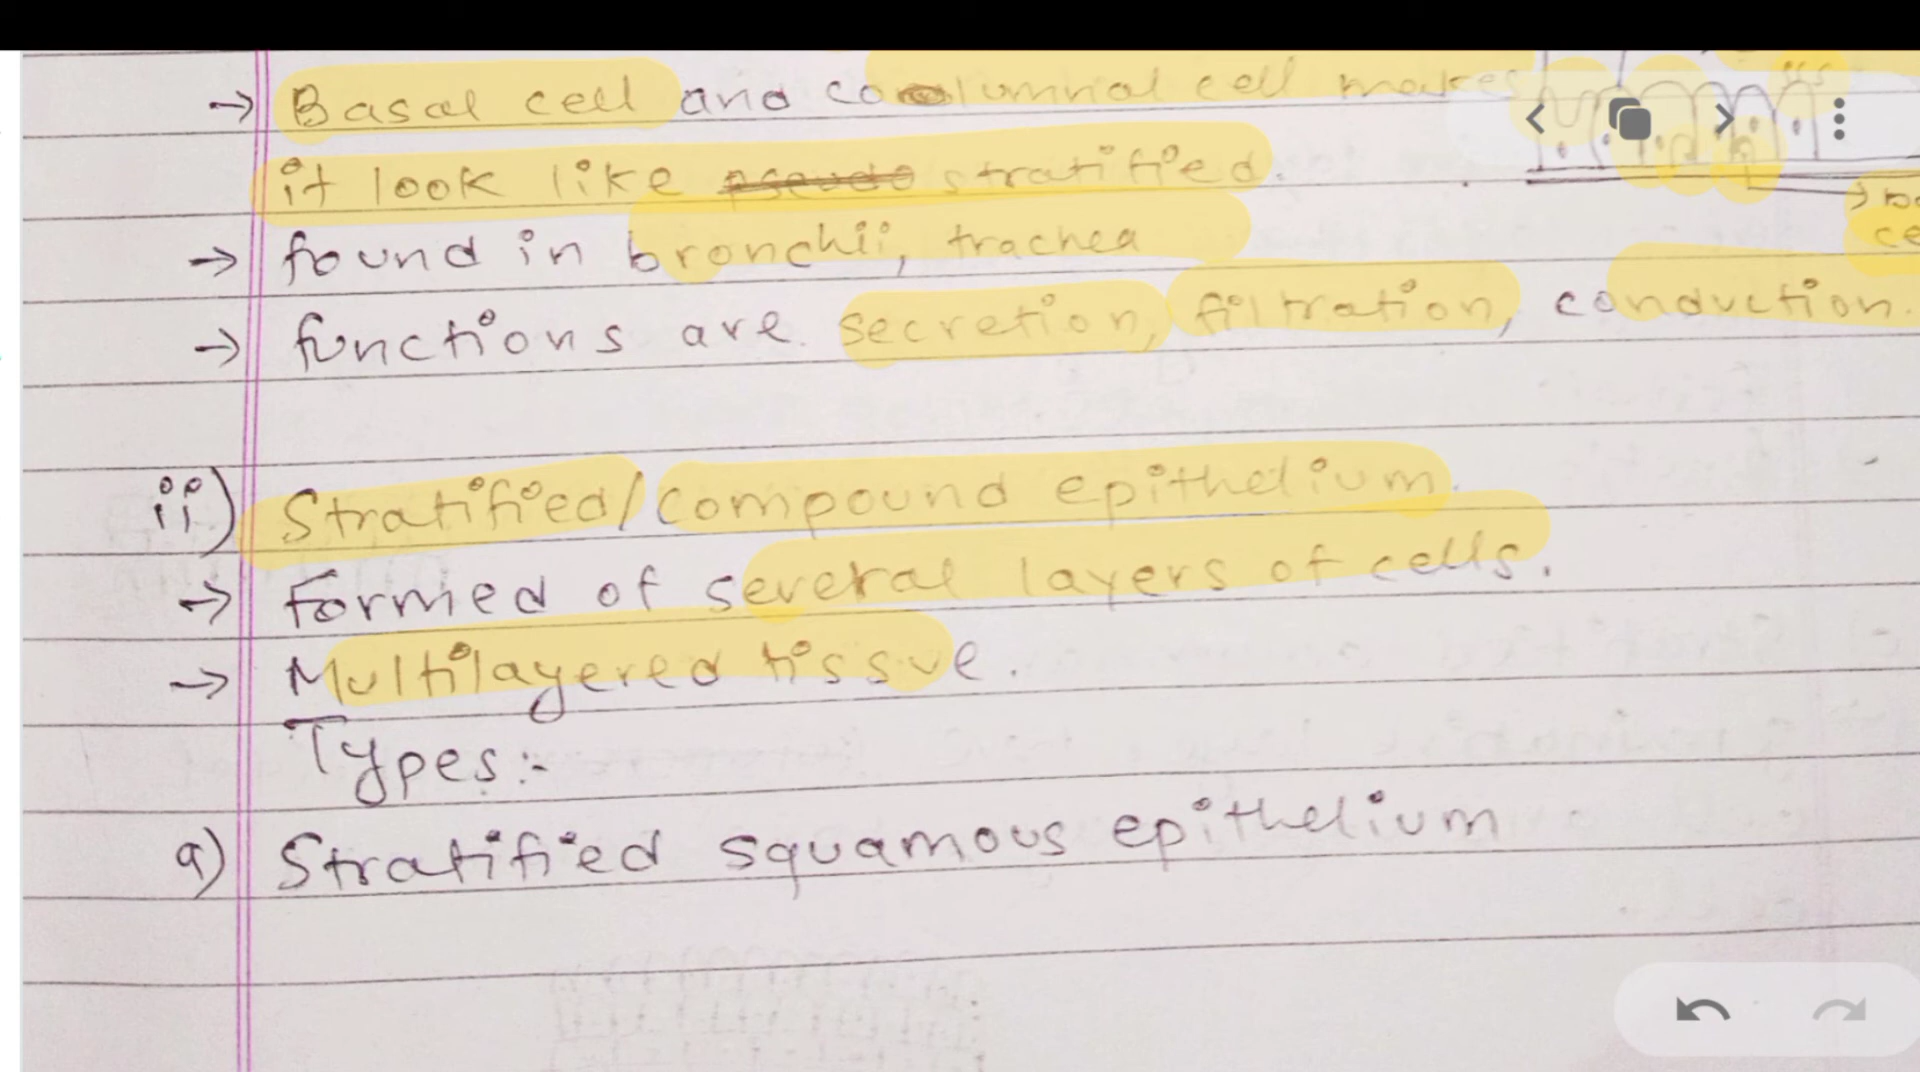 → Basal cell and columnal cell makes
it look like stratified.
→ found in bronchii, trachea
→ functions are secretion, filtration, conduction.
ii) Stratified/compound epithelium.
→ Formed of several layers of cells.
→ Multilayered tissue.
Types:-
a) Stratified squamous epithelium